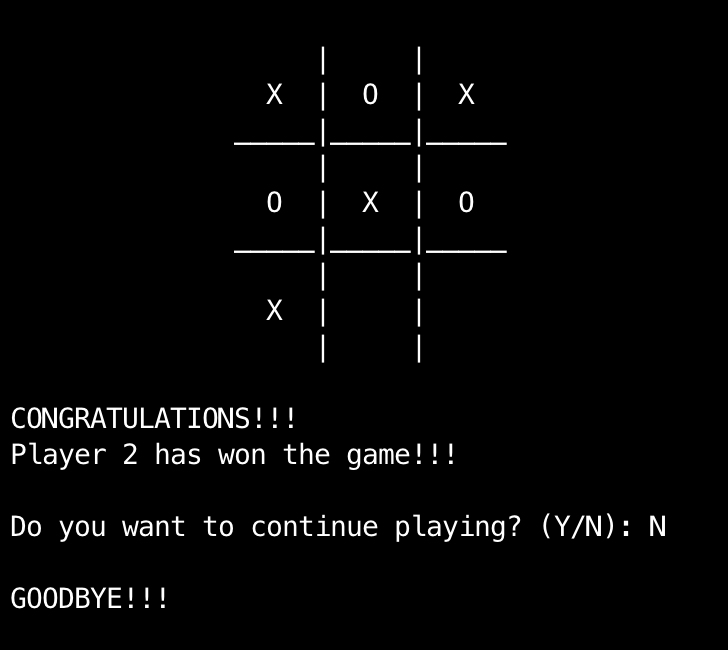 X | O | X
O | X | O
X | |
CONGRATULATIONS!!!
Player 2 has won the game!!!
Do you want to continue playing? (Y/N): N
GOODBYE!!!